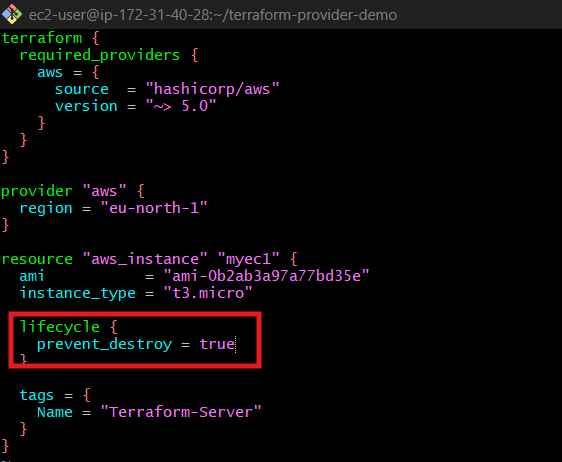 ec2-user@ip-172-31-40-28:~/terraform-provider-demo
terraform {
  required_providers {
    aws = {
      source  = "hashicorp/aws"
      version = "~> 5.0"
    }
  }
}

provider "aws" {
  region = "eu-north-1"
}

resource "aws_instance" "myec1" {
  ami           = "ami-0b2ab3a97a77bd35e"
  instance_type = "t3.micro"

  lifecycle {
    prevent_destroy = true
  }

  tags = {
    Name = "Terraform-Server"
  }
}